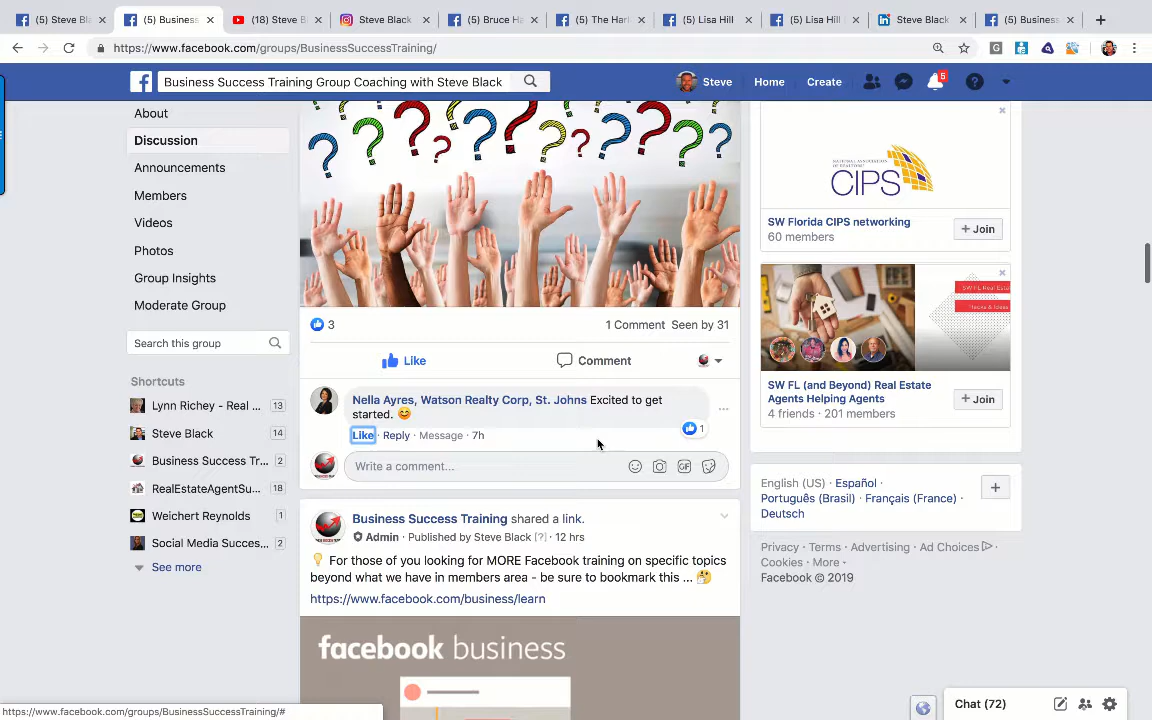 (5) Steve Bla
(5) Business
(18) Steve B
Steve Black
(5) Bruce Ha
(5) The Har
(5) Lisa Hill
(5) Lisa Hill
Steve Black
(5) Business
https://www.facebook.com/groups/BusinessSuccessTraining/
Business Success Training Group Coaching with Steve Black
Steve
Home
Create
5
About
Discussion
Announcements
Members
Videos
Photos
Group Insights
Moderate Group
Search this group
Shortcuts
Lynn Richey - Real ... 13
Steve Black 14
Business Success Tr... 2
RealEstateAgentSu... 18
Weichert Reynolds 1
Social Media Succes... 2
See more
3
1 Comment Seen by 31
Like
Comment
Nella Ayres, Watson Realty Corp, St. Johns Excited to get
started. 😊
1
Like · Reply · Message · 7h
Write a comment...
GIF
Business Success Training shared a link.
Admin · Published by Steve Black [?] · 12 hrs
💡 For those of you looking for MORE Facebook training on specific topics
beyond what we have in members area - be sure to bookmark this ... 🤔
https://www.facebook.com/business/learn
facebook business
NATIONAL ASSOCIATION
OF REALTORS®
CIPS
SW Florida CIPS networking
60 members
+ Join
SW FL Real Esta
Hacks & Ideas
SW FL (and Beyond) Real Estate
Agents Helping Agents
4 friends · 201 members
+ Join
English (US) · Español ·
Português (Brasil) · Français (France) ·
Deutsch
Privacy · Terms · Advertising · Ad Choices ·
Cookies · More
Facebook © 2019
https://www.facebook.com/groups/BusinessSuccessTraining/#
Chat (72)